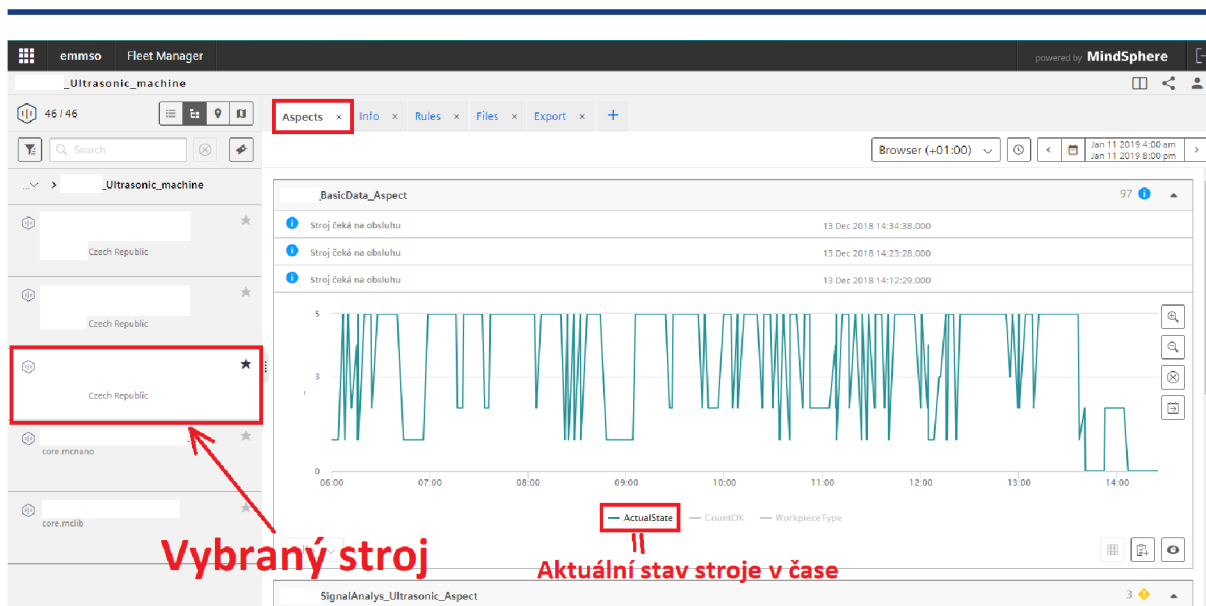 emmso Fleet Manager powered by MindSphere
_Ultrasonic_machine
46 / 46
Aspects × Info × Rules × Files × Export × +
Search
Browser (+01:00)
Jan 11 2019 4:00 am
Jan 11 2019 8:00 pm
... > _Ultrasonic_machine
Czech Republic
Czech Republic
Czech Republic
core.mcnano
core.mclib
Vybraný stroj
BasicData_Aspect 97
Stroj čeká na obsluhu 13 Dec 2018 14:34:38.000
Stroj čeká na obsluhu 13 Dec 2018 14:23:28.000
Stroj čeká na obsluhu 13 Dec 2018 14:12:29.000
5
3
0
06:00 07:00 08:00 09:00 10:00 11:00 12:00 13:00 14:00
ActualState CountOK WorkpieceType
Aktuální stav stroje v čase
SignalAnalys_Ultrasonic_Aspect 3